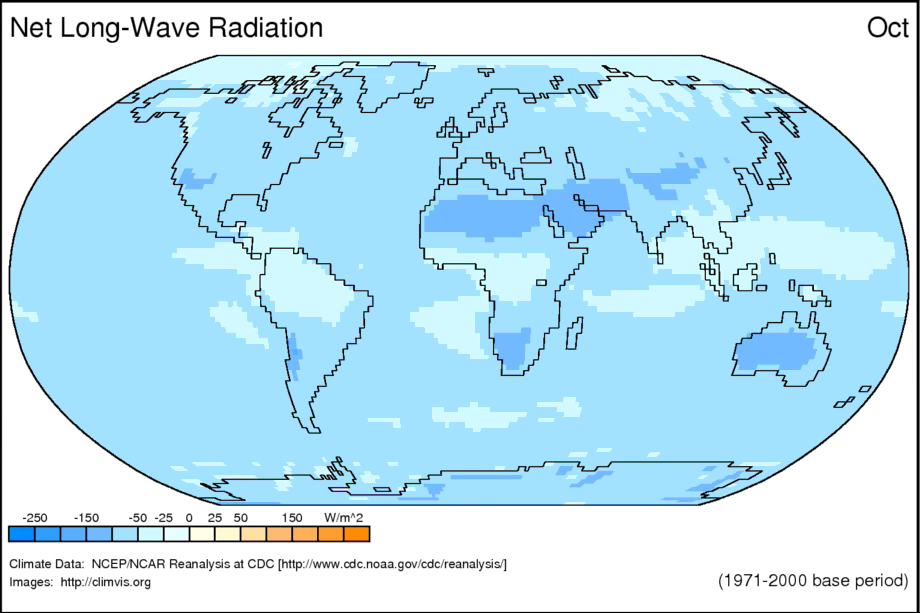 Net Long-Wave Radiation Oct
-250 -150 -50 -25 0 25 50 150 W/m^2
Climate Data: NCEP/NCAR Reanalysis at CDC [http://www.cdc.noaa.gov/cdc/reanalysis/]
Images: http://climvis.org (1971-2000 base period)